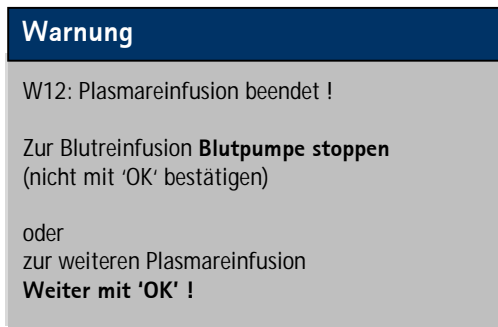 Warnung
W12: Plasmareinfusion beendet !
Zur Blutreinfusion Blutpumpe stoppen
(nicht mit ‘OK‘ bestätigen)
oder
zur weiteren Plasmareinfusion
Weiter mit ‘OK’ !